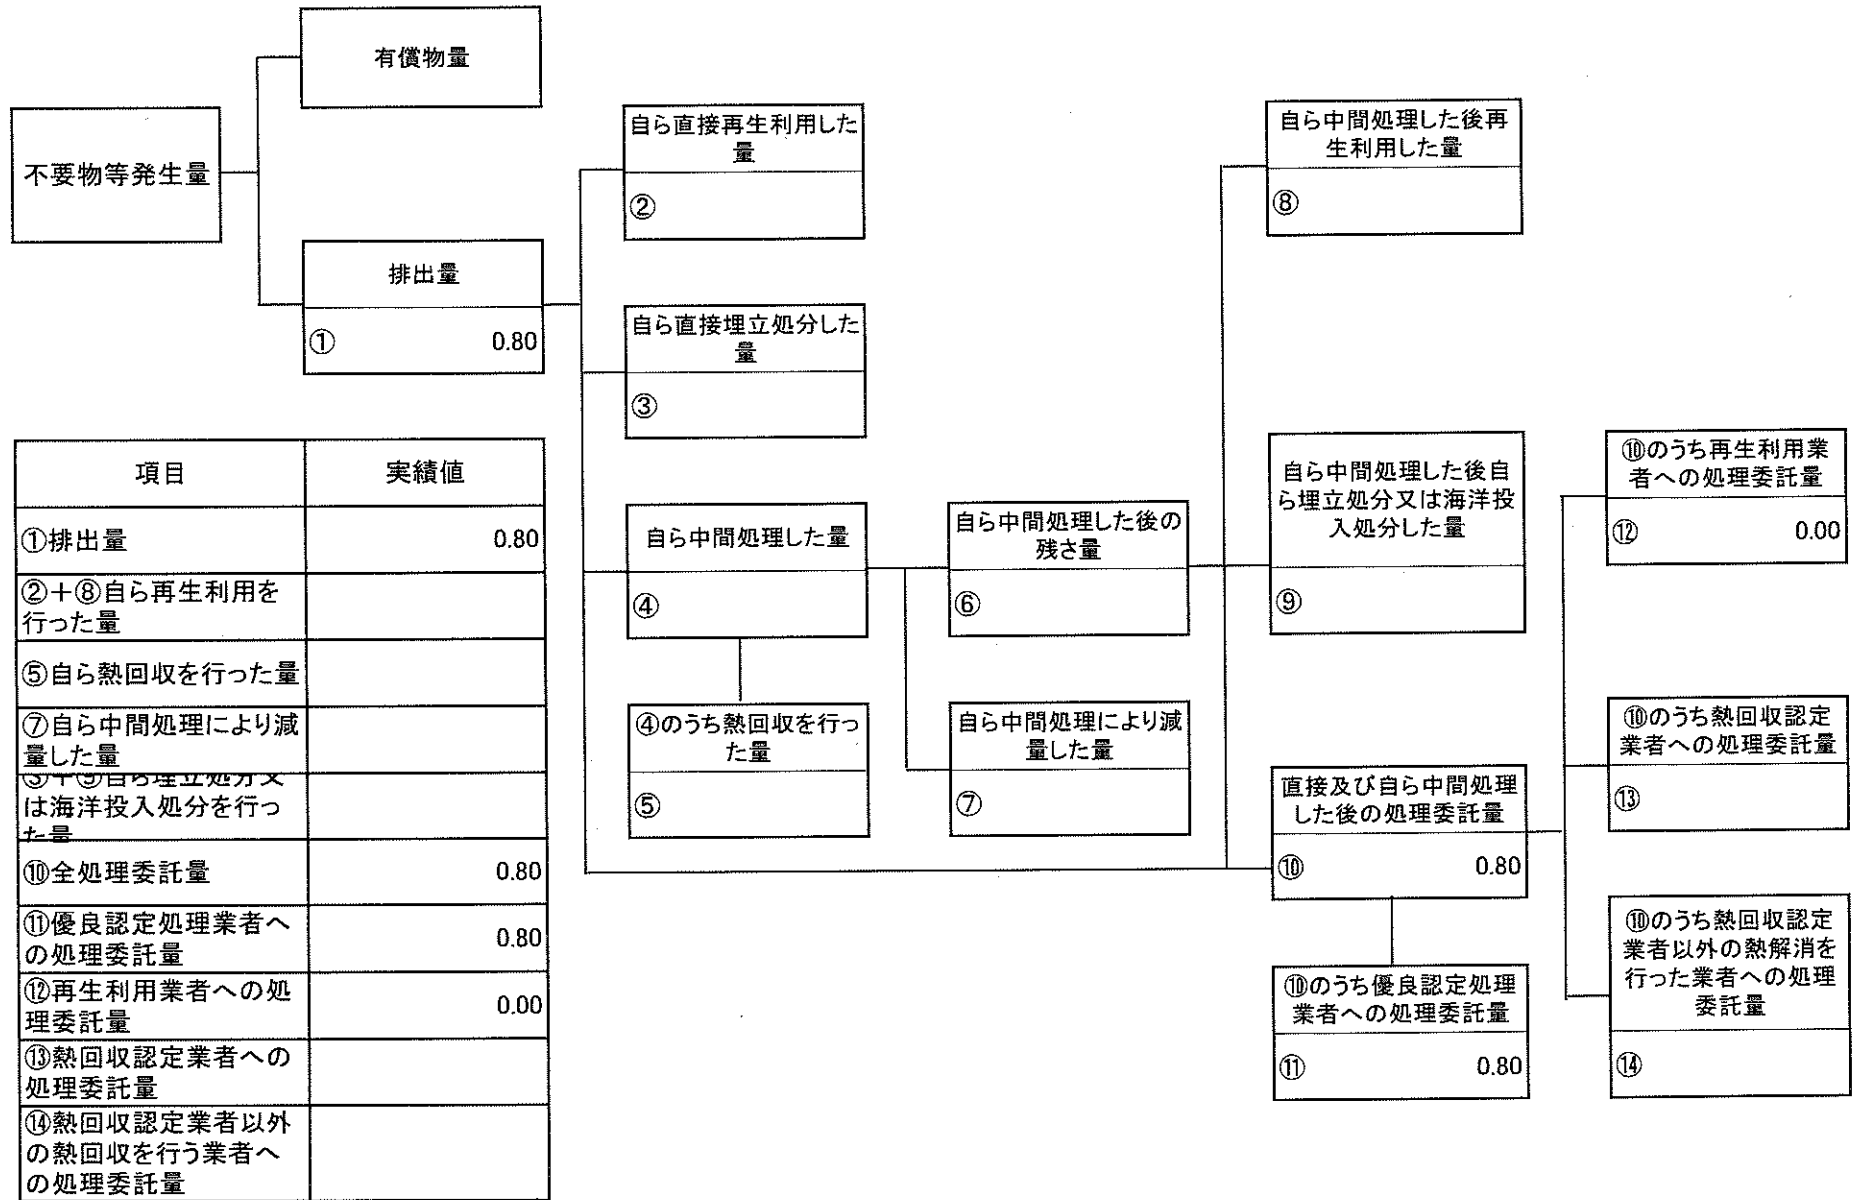 有償物量
不要物等発生量
排出量
① 0.80
自ら直接再生利用した
量
②
自ら直接埋立処分した
量
③
自ら中間処理した量
④
④のうち熱回収を行っ
た量
⑤
自ら中間処理した後の
残さ量
⑥
自ら中間処理により減
量した量
⑦
自ら中間処理した後再
生利用した量
⑧
自ら中間処理した後自
ら埋立処分又は海洋投
入処分した量
⑨
直接及び自ら中間処理
した後の処理委託量
⑩ 0.80
⑩のうち優良認定処理
業者への処理委託量
⑪ 0.80
⑩のうち再生利用業
者への処理委託量
⑫ 0.00
⑩のうち熱回収認定
業者への処理委託量
⑬
⑩のうち熱回収認定
業者以外の熱解消を
行った業者への処理
委託量
⑭
項目 実績値
①排出量 0.80
②＋⑧自ら再生利用を
行った量
⑤自ら熱回収を行った量
⑦自ら中間処理により減
量した量
③＋⑨自ら埋立処分又
は海洋投入処分を行っ
た量
⑩全処理委託量 0.80
⑪優良認定処理業者へ
の処理委託量 0.80
⑫再生利用業者への処
理委託量 0.00
⑬熱回収認定業者への
処理委託量
⑭熱回収認定業者以外
の熱回収を行う業者へ
の処理委託量